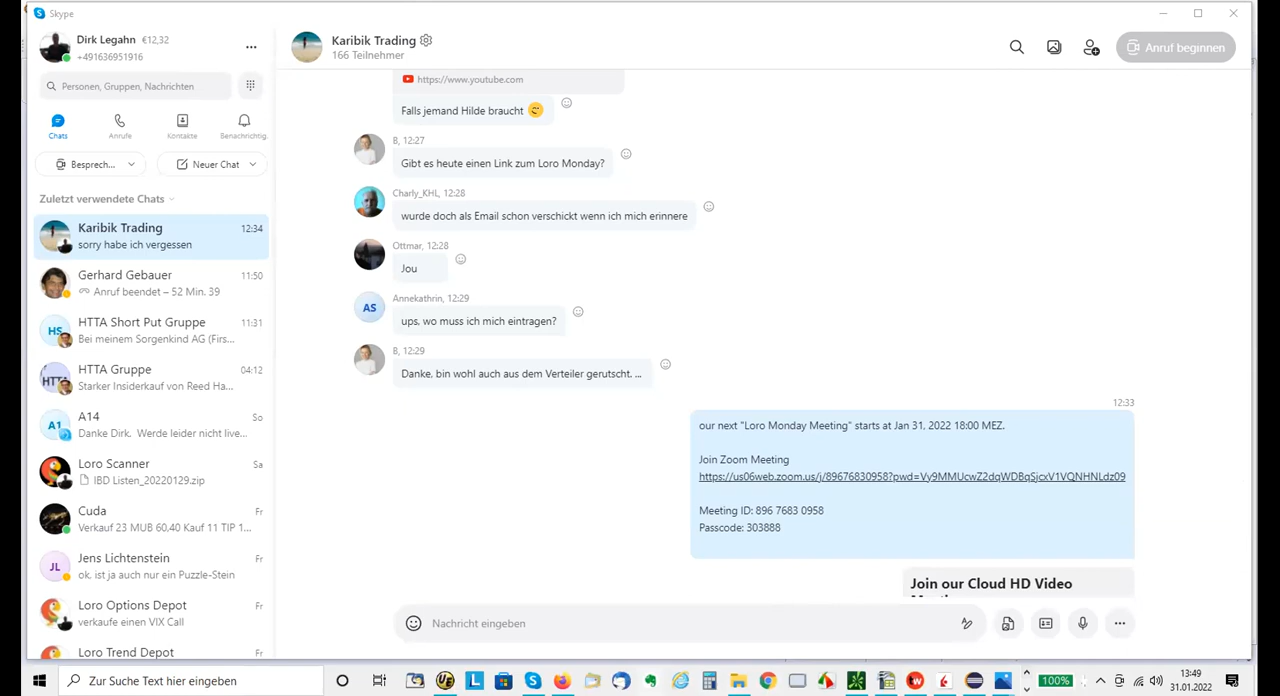 Skype
Dirk Legahn €12,32
+491636951916
Personen, Gruppen, Nachrichten
Chats
Anrufe
Kontakte
Benachrichtig.
Besprech...
Neuer Chat
Zuletzt verwendete Chats
Karibik Trading 12:34
sorry habe ich vergessen
Gerhard Gebauer 11:50
Anruf beendet – 52 Min. 39
HS
HTTA Short Put Gruppe 11:31
Bei meinem Sorgenkind AG (Firs...
HTTA
HTTA Gruppe 04:12
Starker Insiderkauf von Reed Ha...
A1
A14 So
Danke Dirk. Werde leider nicht live...
Loro Scanner Sa
IBD Listen_20220129.zip
Cuda Fr
Verkauf 23 MUB 60,40 Kauf 11 TIP 1...
JL
Jens Lichtenstein Fr
ok. ist ja auch nur ein Puzzle-Stein
Loro Options Depot Fr
verkaufe einen VIX Call
Loro Trend Depot Fr
Karibik Trading
166 Teilnehmer
Anruf beginnen
https://www.youtube.com
Falls jemand Hilde braucht
B, 12:27
Gibt es heute einen Link zum Loro Monday?
Charly_KHL, 12:28
wurde doch als Email schon verschickt wenn ich mich erinnere
Ottmar, 12:28
Jou
AS
Annekathrin, 12:29
ups, wo muss ich mich eintragen?
B, 12:29
Danke, bin wohl auch aus dem Verteiler gerutscht. ...
12:33
our next "Loro Monday Meeting" starts at Jan 31, 2022 18:00 MEZ.
Join Zoom Meeting
https://us06web.zoom.us/j/89676830958?pwd=Vy9MMUcwZ2dqWDBqSjcxV1VQNHNLdz09
Meeting ID: 896 7683 0958
Passcode: 303888
Join our Cloud HD Video
Nachricht eingeben
Zur Suche Text hier eingeben
100%
13:49
31.01.2022